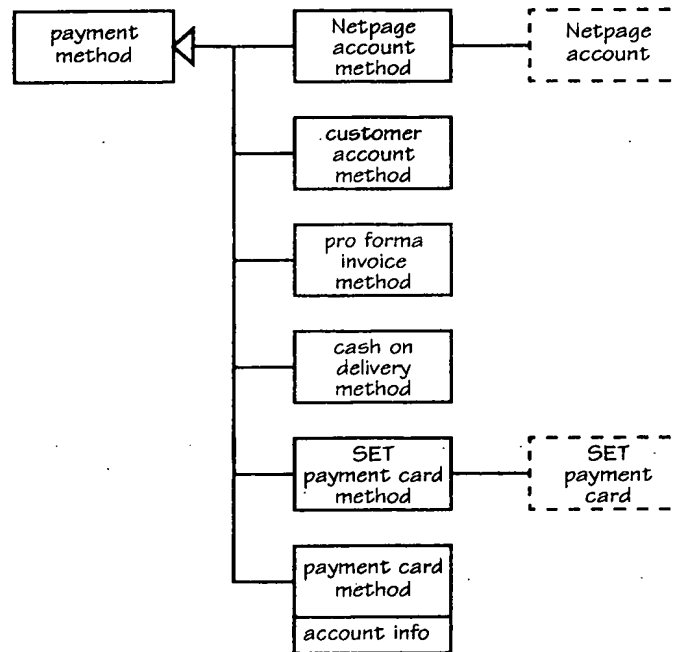 payment
method
Netpage
account
method
Netpage
account
customer
account
method
pro forma
invoice
method
cash on
delivery
method
SET
payment card
method
SET
payment
card
payment card
method
account info